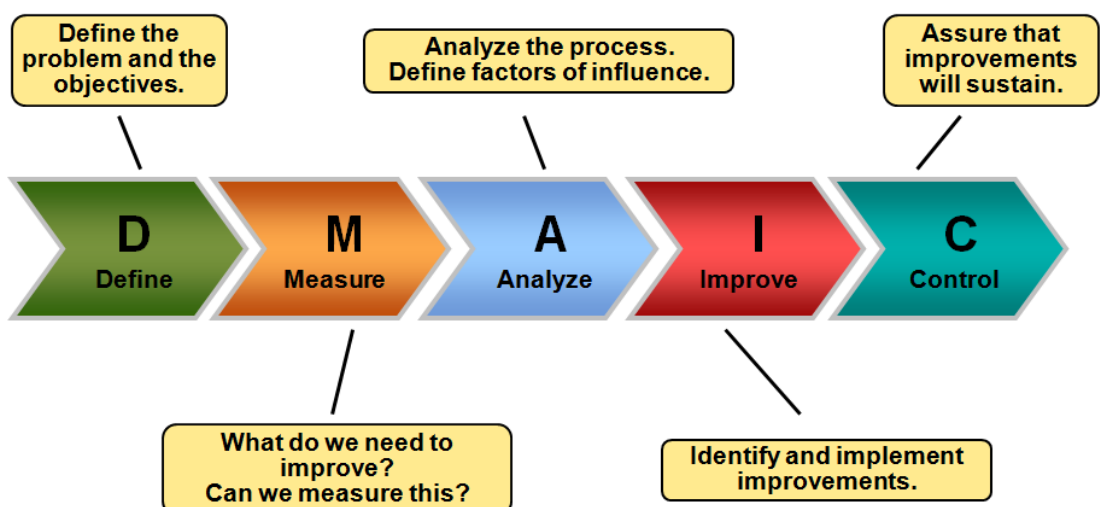 Define the
problem and the
objectives.
Analyze the process.
Define factors of influence.
Assure that
improvements
will sustain.
D
Define
M
Measure
A
Analyze
I
Improve
C
Control
What do we need to
improve?
Can we measure this?
Identify and implement
improvements.